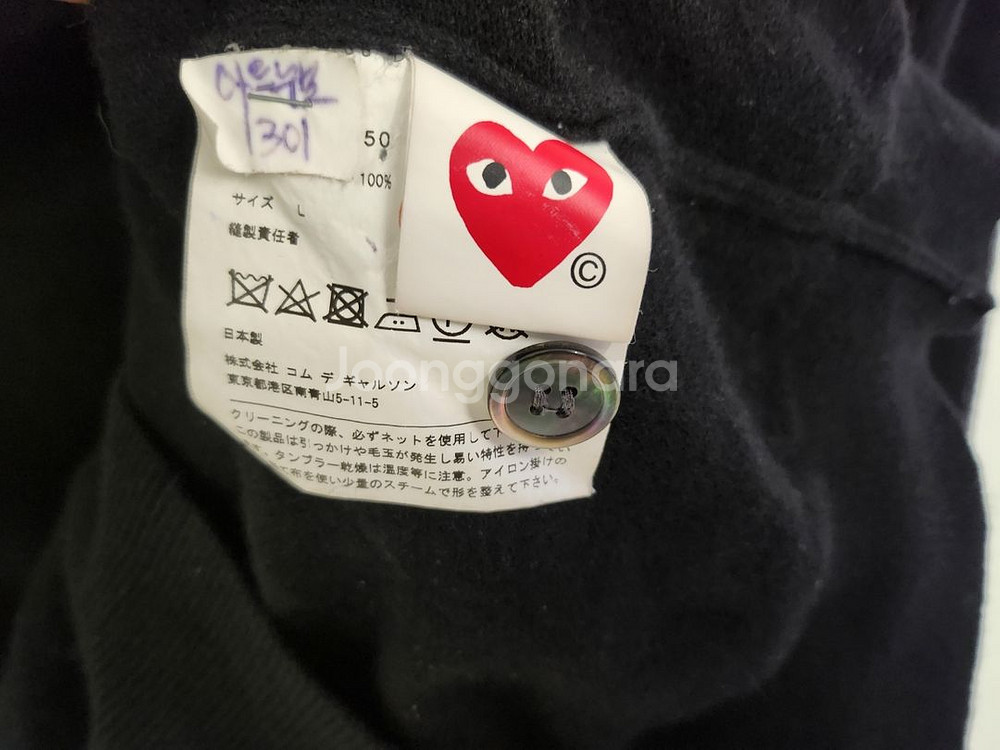 301
50
100%
サイズ L
縫製責任者
©
日本製
株式会社 コム デ ギャルソン
東京都港区南青山5-11-5
クリーニングの際、必ずネットを使用して下
この製品は引っかけや毛玉が発生し易い特性を持
タンブラー乾燥は温度等に注意。アイロン掛けの
布を使い少量のスチームで形を整えて下さい。
Joonggonara